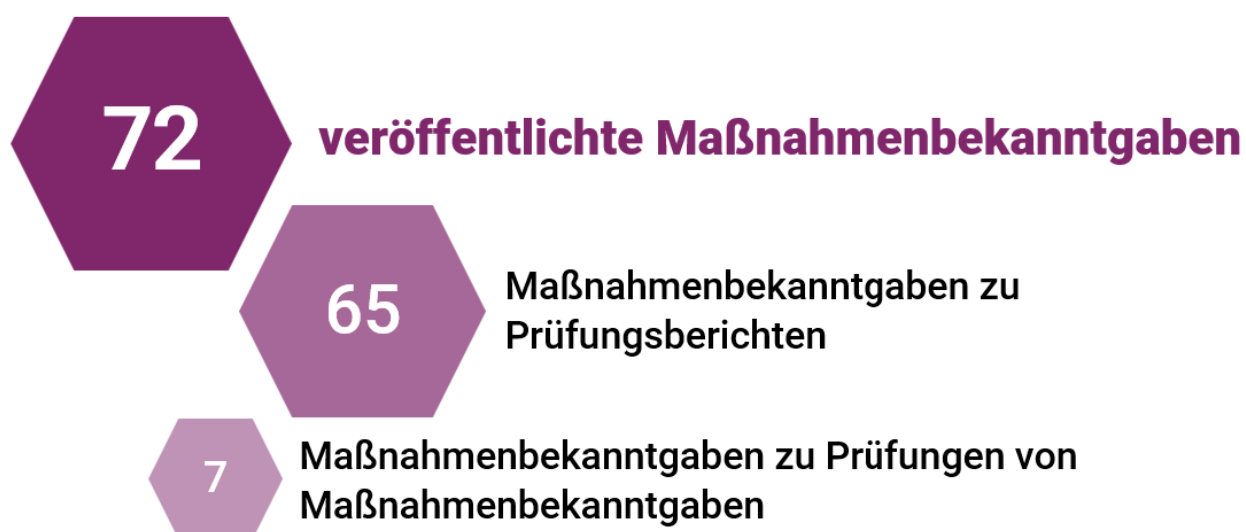 72
veröffentlichte Maßnahmenbekanntgaben
65
Maßnahmenbekanntgaben zu
Prüfungsberichten
7
Maßnahmenbekanntgaben zu Prüfungen von
Maßnahmenbekanntgaben